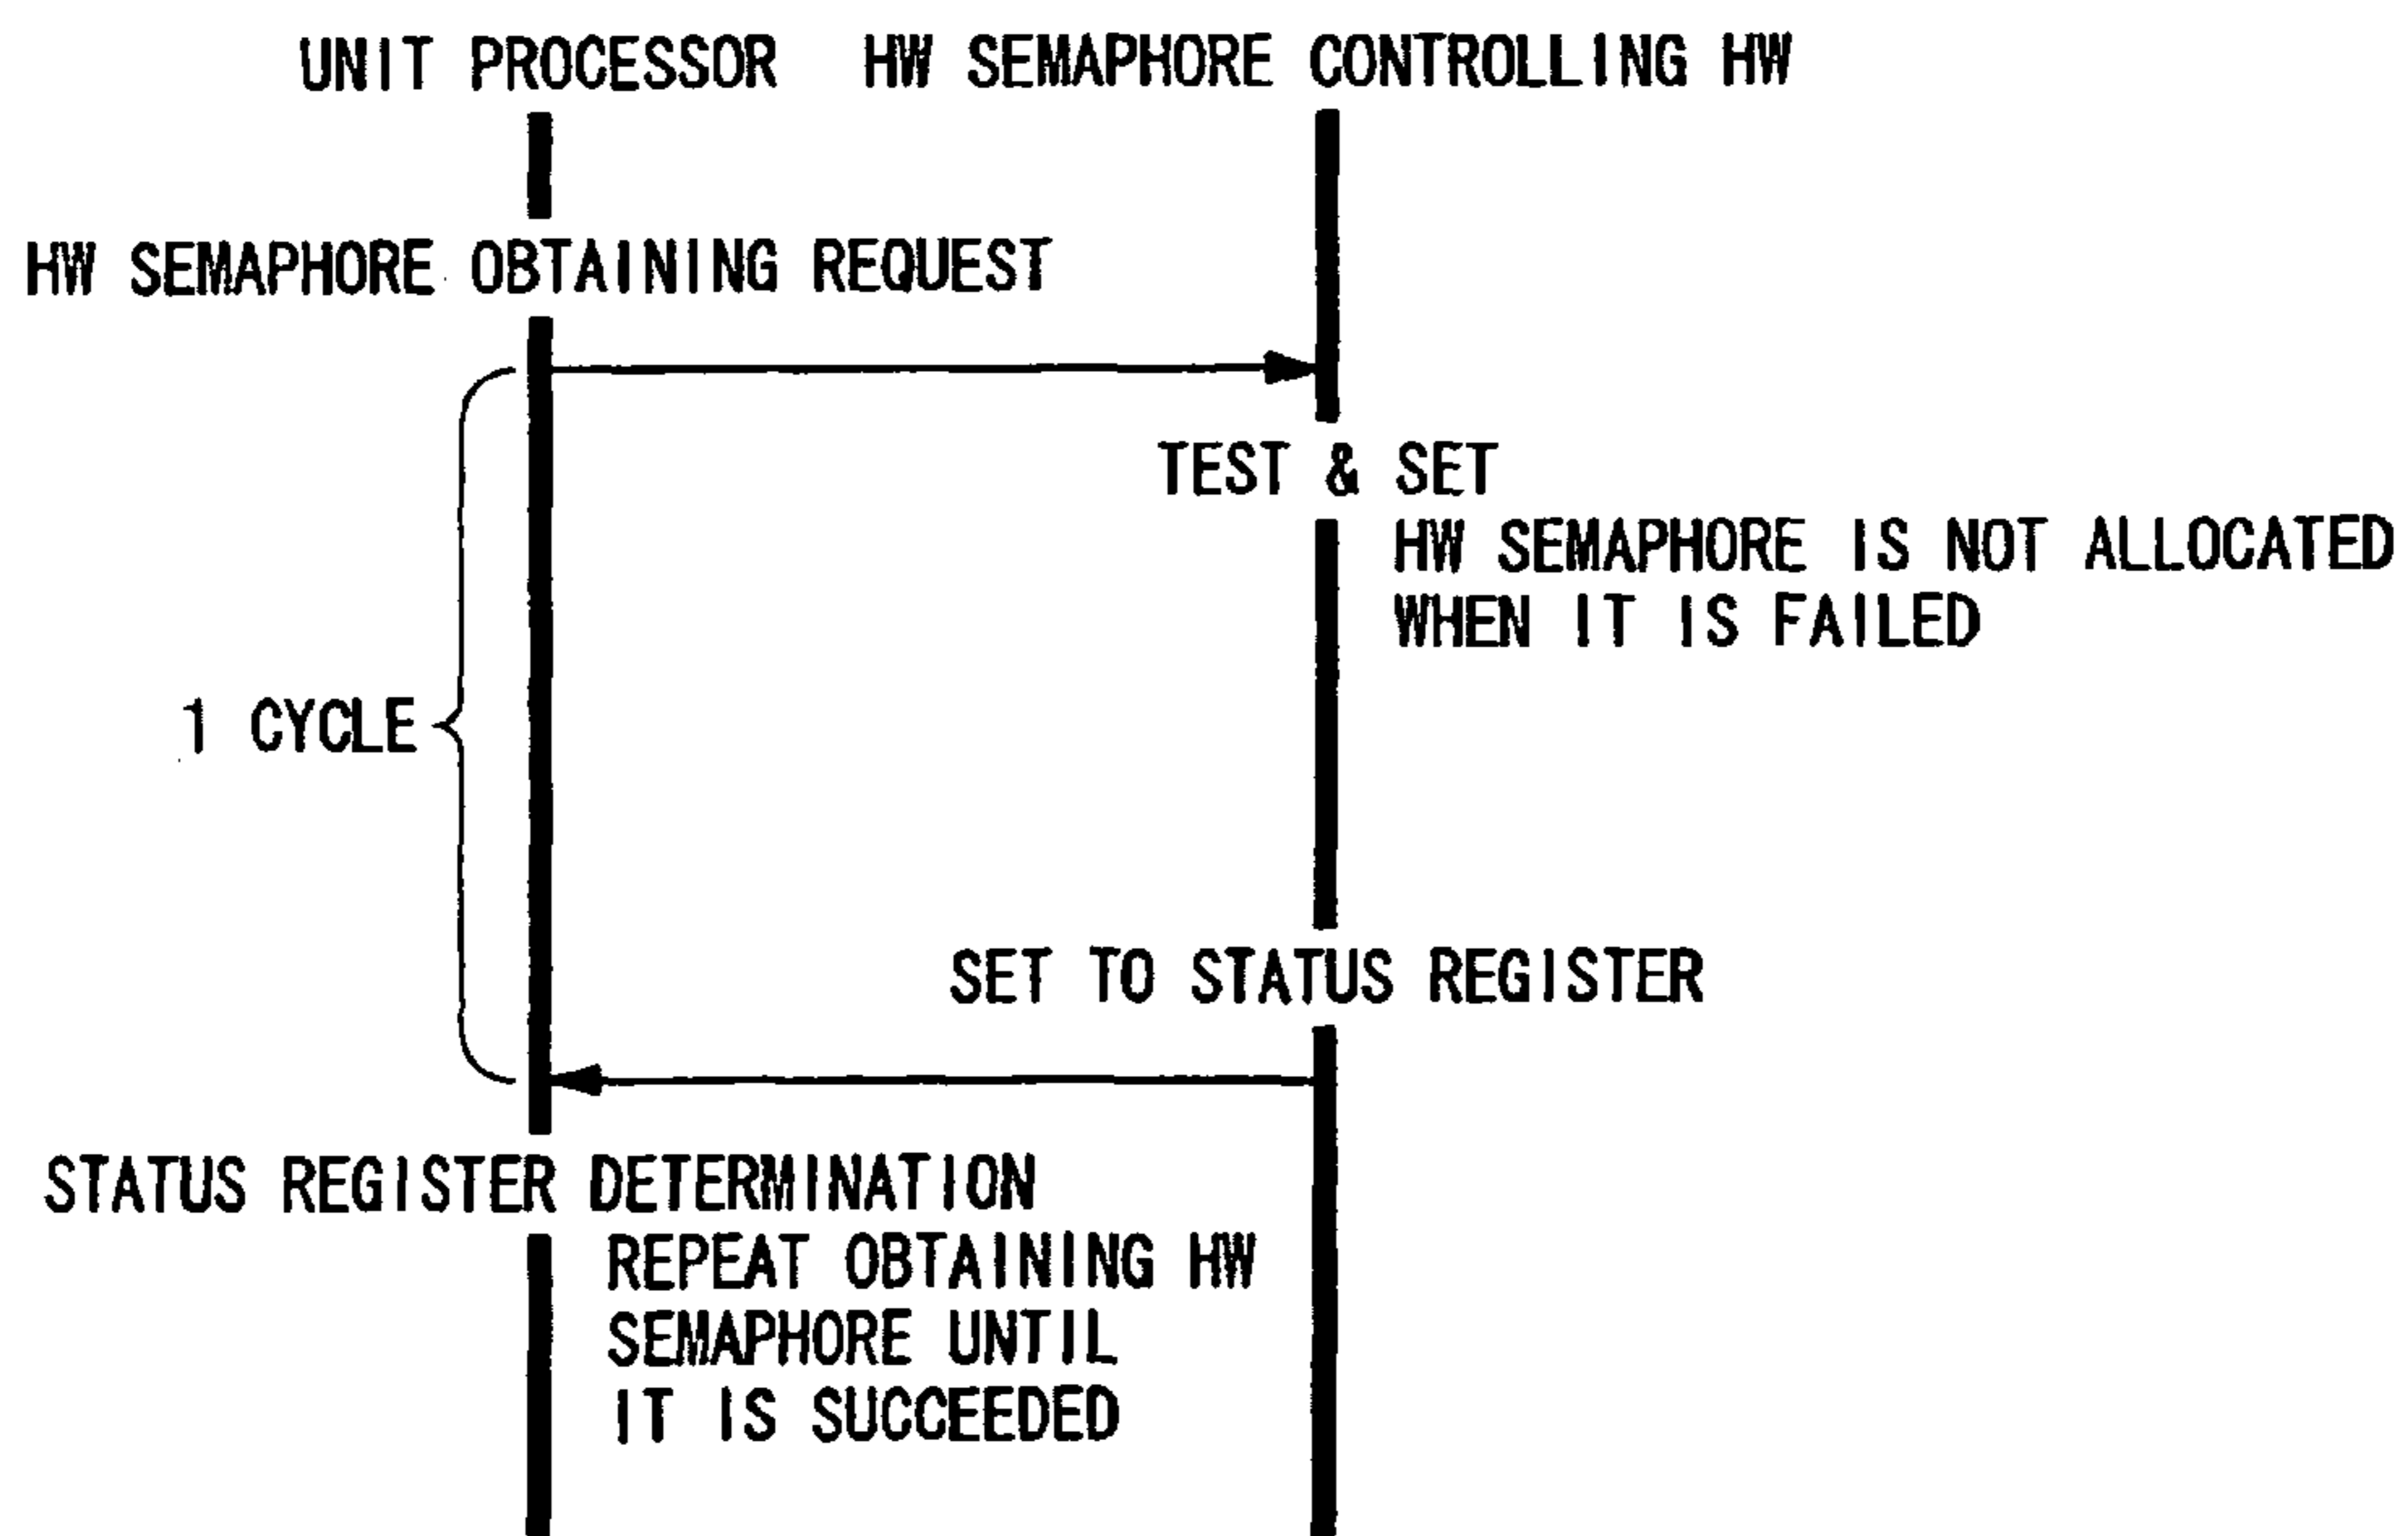 UNIT PROCESSOR HW SEMAPHORE CONTROLLING HW
HW SEMAPHORE OBTAINING REQUEST
TEST & SET
HW SEMAPHORE IS NOT ALLOCATED
WHEN IT IS FAILED
1 CYCLE
SET TO STATUS REGISTER
STATUS REGISTER DETERMINATION
REPEAT OBTAINING HW
SEMAPHORE UNTIL
IT IS SUCCEEDED